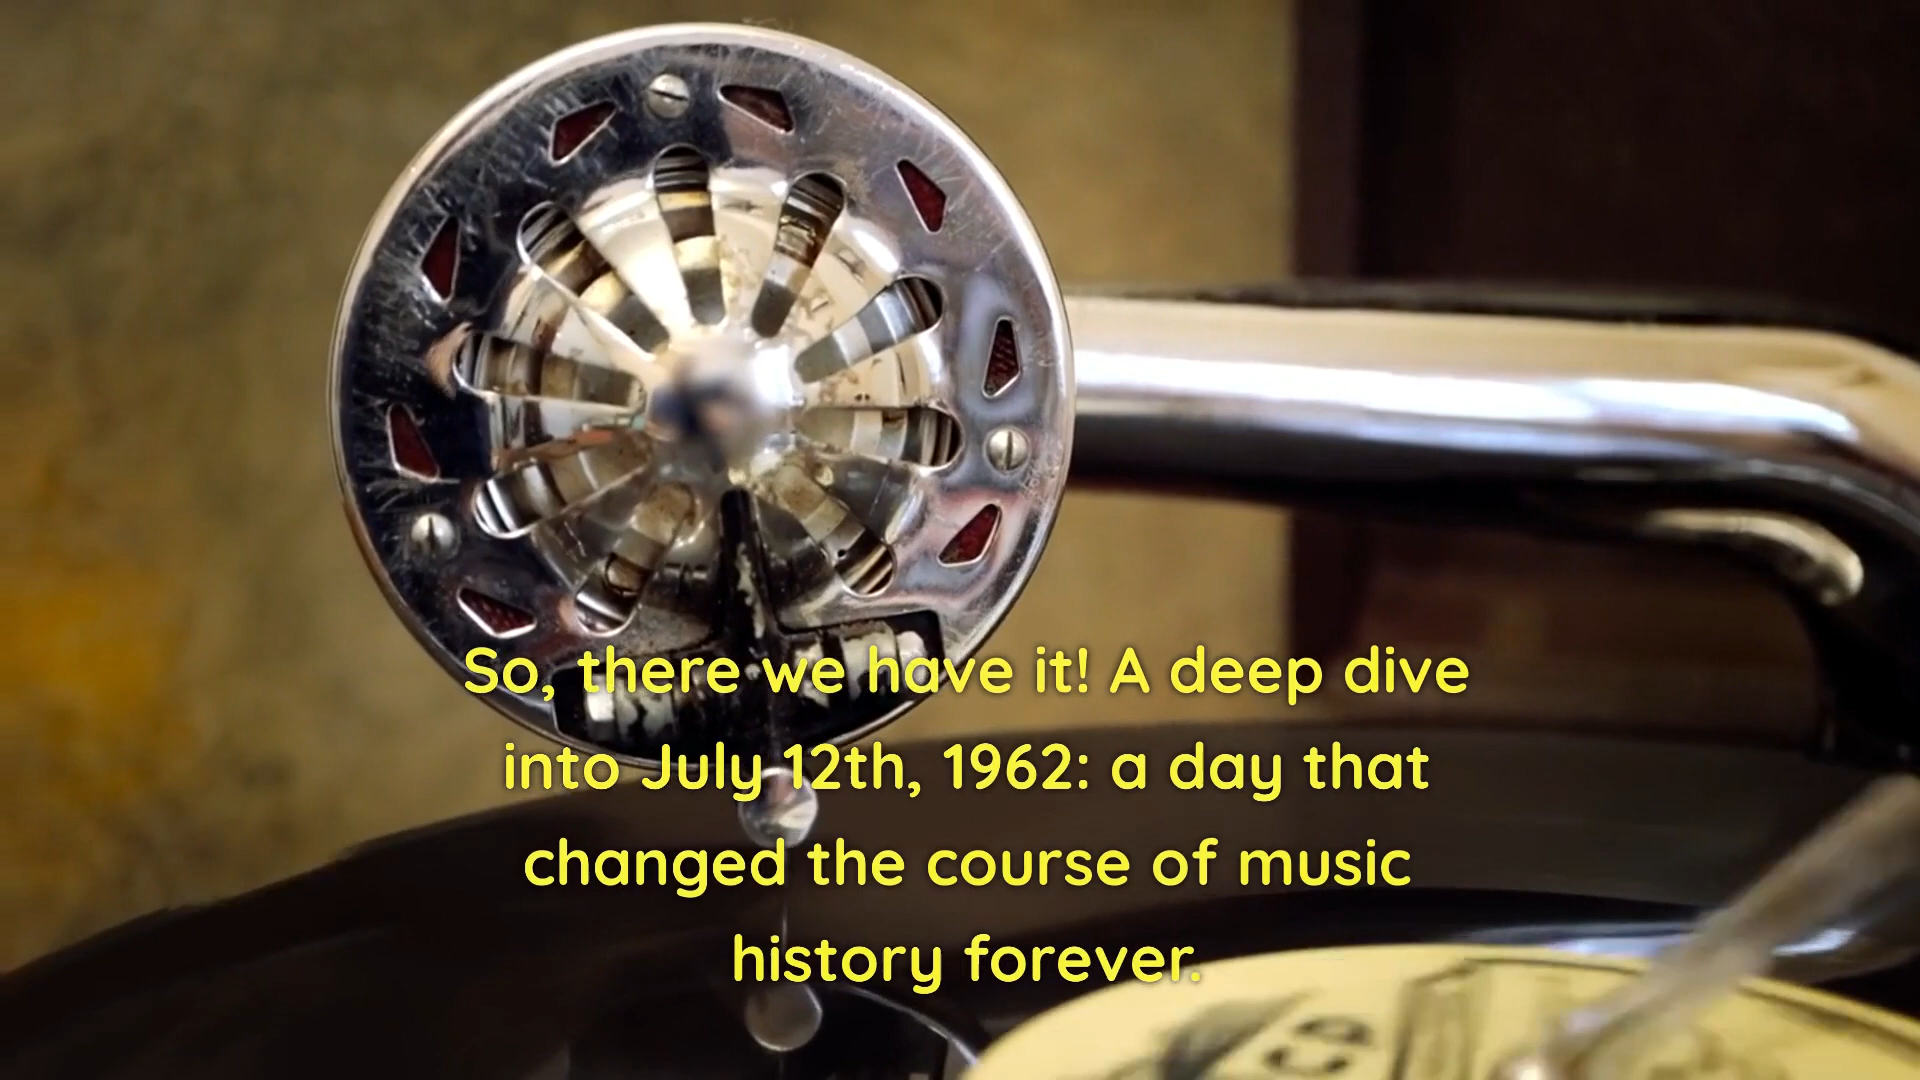 So, there we have it! A deep dive
into July 12th, 1962: a day that
changed the course of music
history forever.